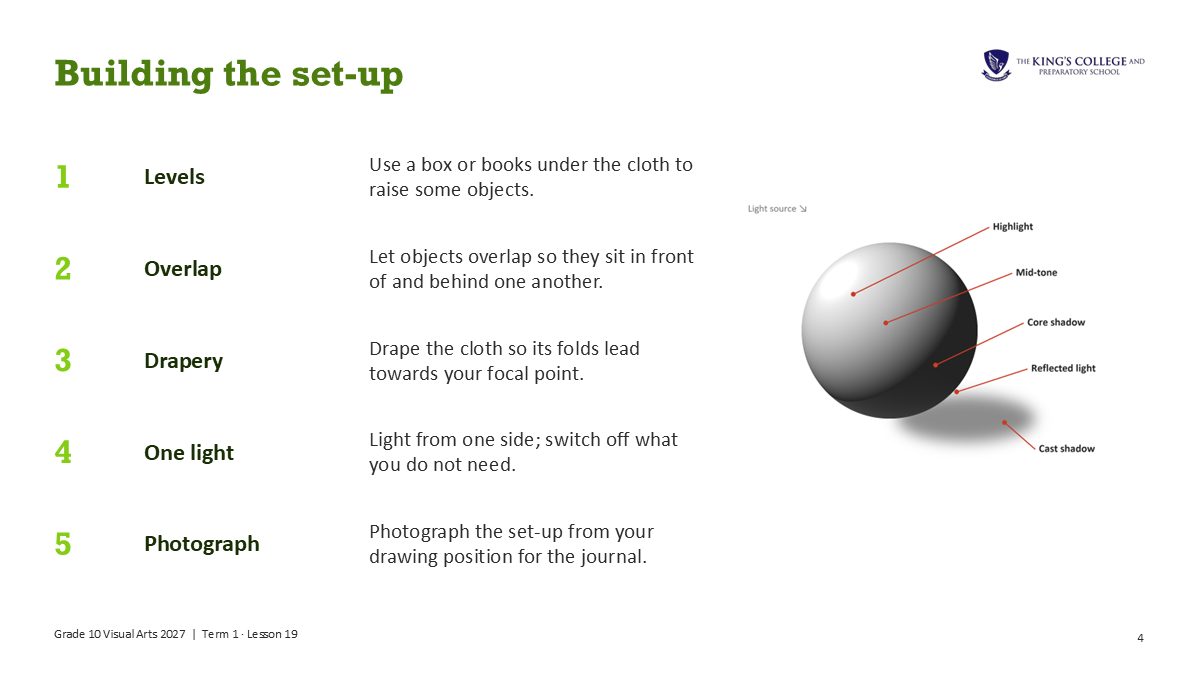 Building the set-up
THE KING'S COLLEGE AND
PREPARATORY SCHOOL
1
Levels
Use a box or books under the cloth to
raise some objects.
2
Overlap
Let objects overlap so they sit in front
of and behind one another.
3
Drapery
Drape the cloth so its folds lead
towards your focal point.
4
One light
Light from one side; switch off what
you do not need.
5
Photograph
Photograph the set-up from your
drawing position for the journal.
Light source ↘
Highlight
Mid-tone
Core shadow
Reflected light
Cast shadow
Grade 10 Visual Arts 2027 | Term 1 · Lesson 19
4